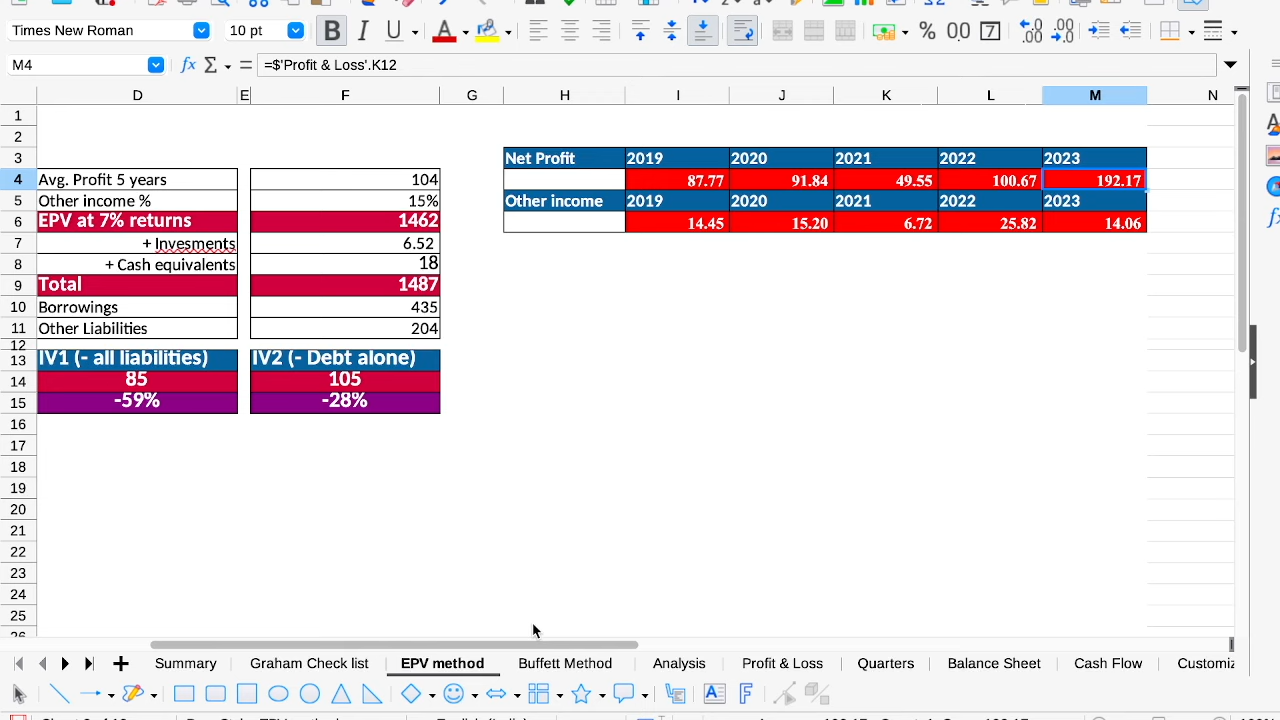 Times New Roman 10 pt B I U A % 0.0 7
M4 fx Σ = =$'Profit & Loss'.K12
D E F G H I J K L M N
1
2
3 Net Profit 2019 2020 2021 2022 2023
4 Avg. Profit 5 years 104 87.77 91.84 49.55 100.67 192.17
5 Other income % 15% Other income 2019 2020 2021 2022 2023
6 EPV at 7% returns 1462 14.45 15.20 6.72 25.82 14.06
7 + Invesments 6.52
8 + Cash equivalents 18
9 Total 1487
10 Borrowings 435
11 Other Liabilities 204
12
13 IV1 (- all liabilities) IV2 (- Debt alone)
14 85 105
15 -59% -28%
16
17
18
19
20
21
22
23
24
25
Summary Graham Check list EPV method Buffett Method Analysis Profit & Loss Quarters Balance Sheet Cash Flow Customiz